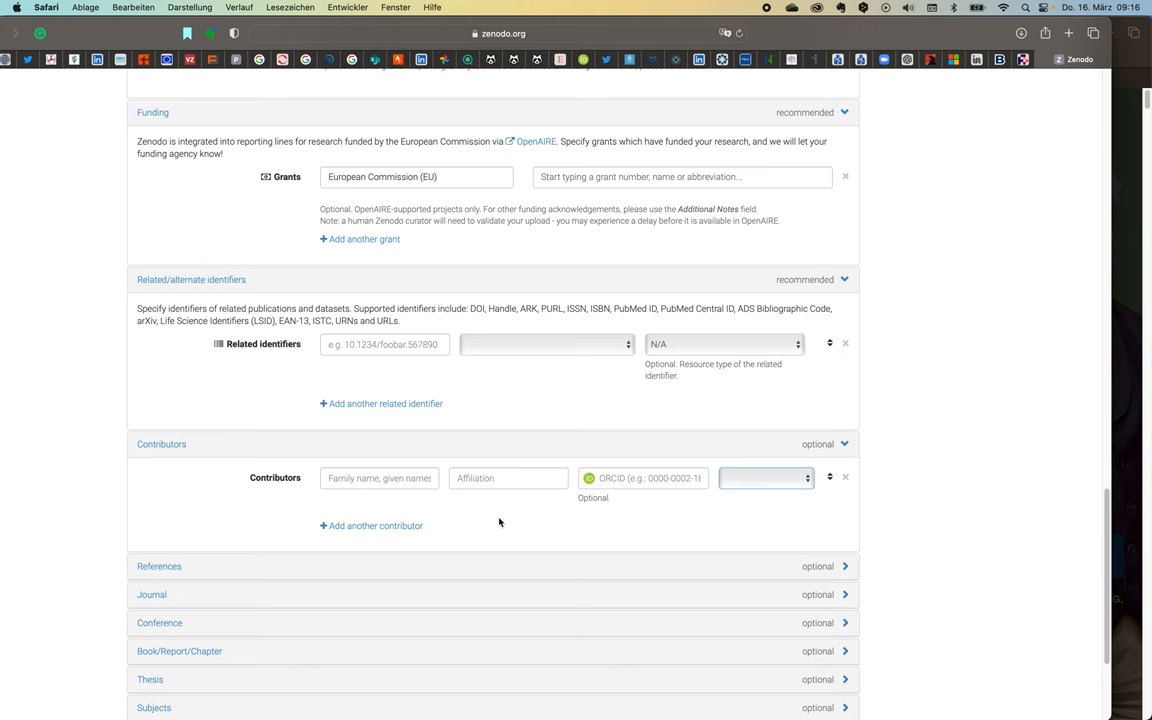 Safari Ablage Bearbeiten Darstellung Verlauf Lesezeichen Entwickler Fenster Hilfe Do. 16. März 09:16
zenodo.org
Zenodo
Funding recommended
Zenodo is integrated into reporting lines for research funded by the European Commission via OpenAIRE. Specify grants which have funded your research, and we will let your
funding agency know!
Grants European Commission (EU) Start typing a grant number, name or abbreviation...
Optional. OpenAIRE-supported projects only. For other funding acknowledgements, please use the Additional Notes field.
Note: a human Zenodo curator will need to validate your upload - you may experience a delay before it is available in OpenAIRE.
Add another grant
Related/alternate identifiers recommended
Specify identifiers of related publications and datasets. Supported identifiers include: DOI, Handle, ARK, PURL, ISSN, ISBN, PubMed ID, PubMed Central ID, ADS Bibliographic Code,
arXiv, Life Science Identifiers (LSID), EAN-13, ISTC, URNs and URLs.
Related identifiers e.g. 10.1234/foobar.567890 N/A
Optional. Resource type of the related
identifier.
Add another related identifier
Contributors optional
Contributors Family name, given names Affiliation ORCID (e.g.: 0000-0002-18
Optional.
Add another contributor
References optional
Journal optional
Conference optional
Book/Report/Chapter optional
Thesis optional
Subjects optional